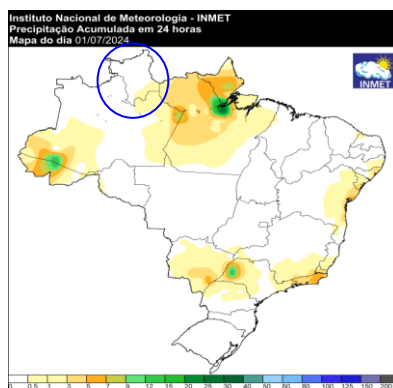 Instituto Nacional de Meteorologia - INMET
Precipitação Acumulada em 24 horas
Mapa do dia 01/07/2024
INMET
0 0.5 1 3 5 7 9 12 15 20 25 30 40 50 60 80 100 125 150 200